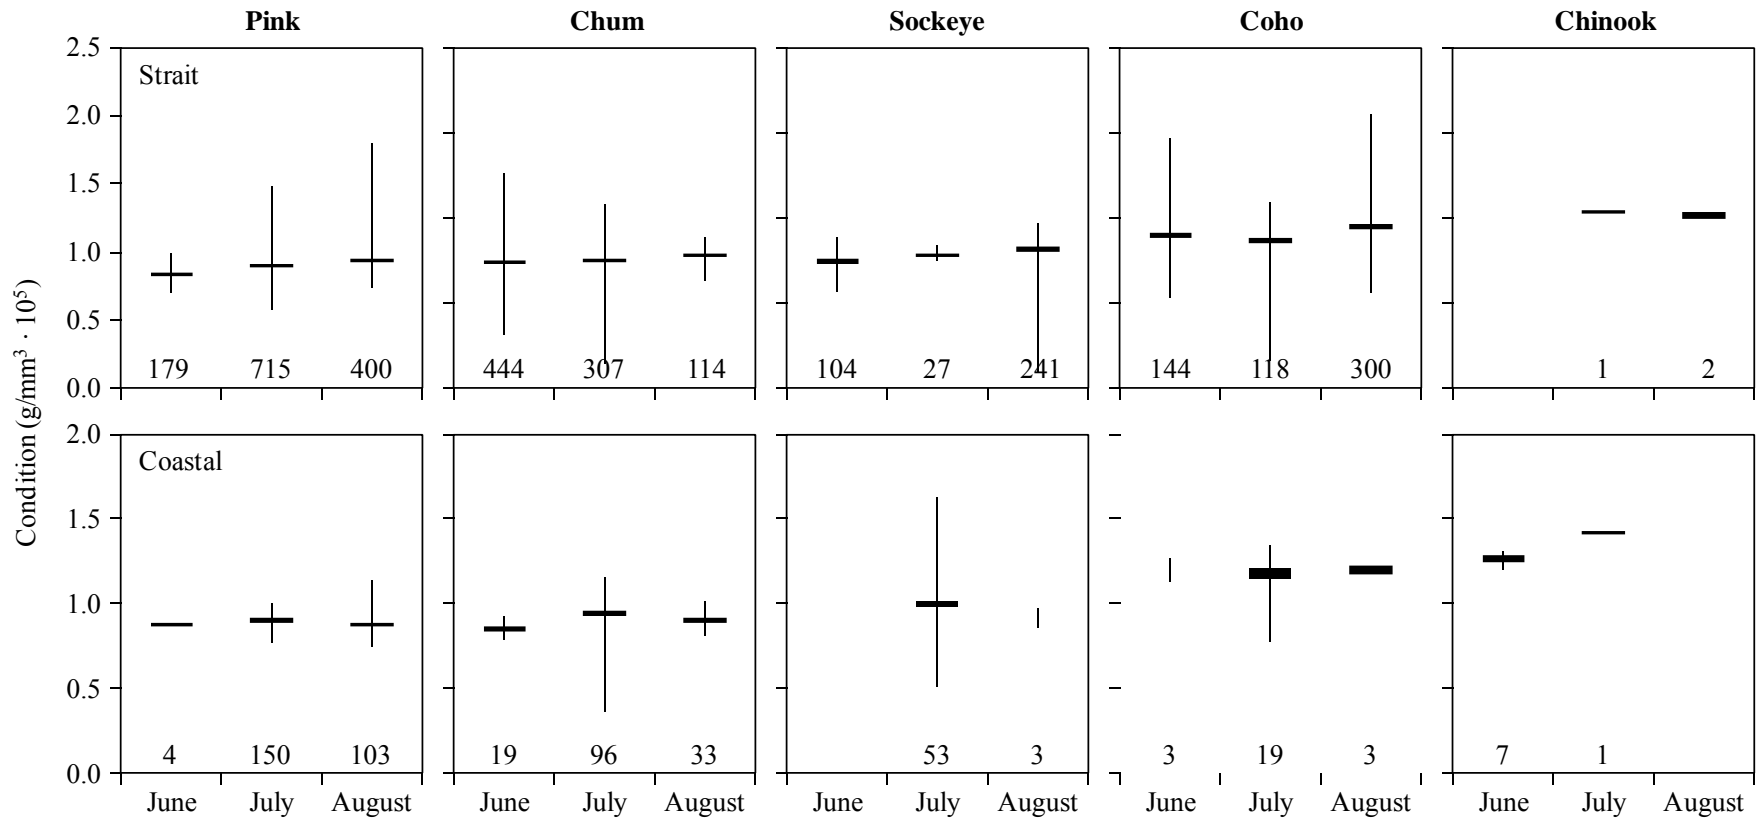 Pink Chum Sockeye Coho Chinook
Condition (g/mm³ · 10⁵)
2.5
Strait
2.0
1.5
1.0
0.5
179 715 400 444 307 114 104 27 241 144 118 300 1 2
0.0
2.0
Coastal
1.5
1.0
0.5
4 150 103 19 96 33 53 3 3 19 3 7 1
0.0
June July August June July August June July August June July August June July August